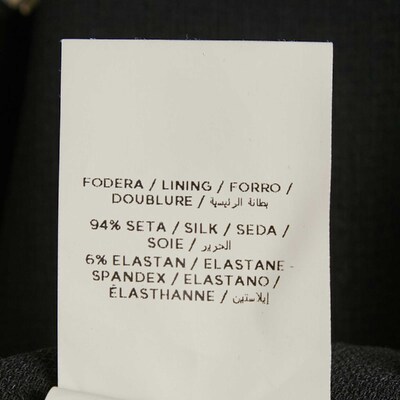 FODERA / LINING / FORRO /
DOUBLURE / بطانة الرئيسية
94% SETA / SILK / SEDA /
SOIE / الحرير
6% ELASTAN / ELASTANE -
SPANDEX / ELASTANO /
ÉLASTHANNE / إيلاستين